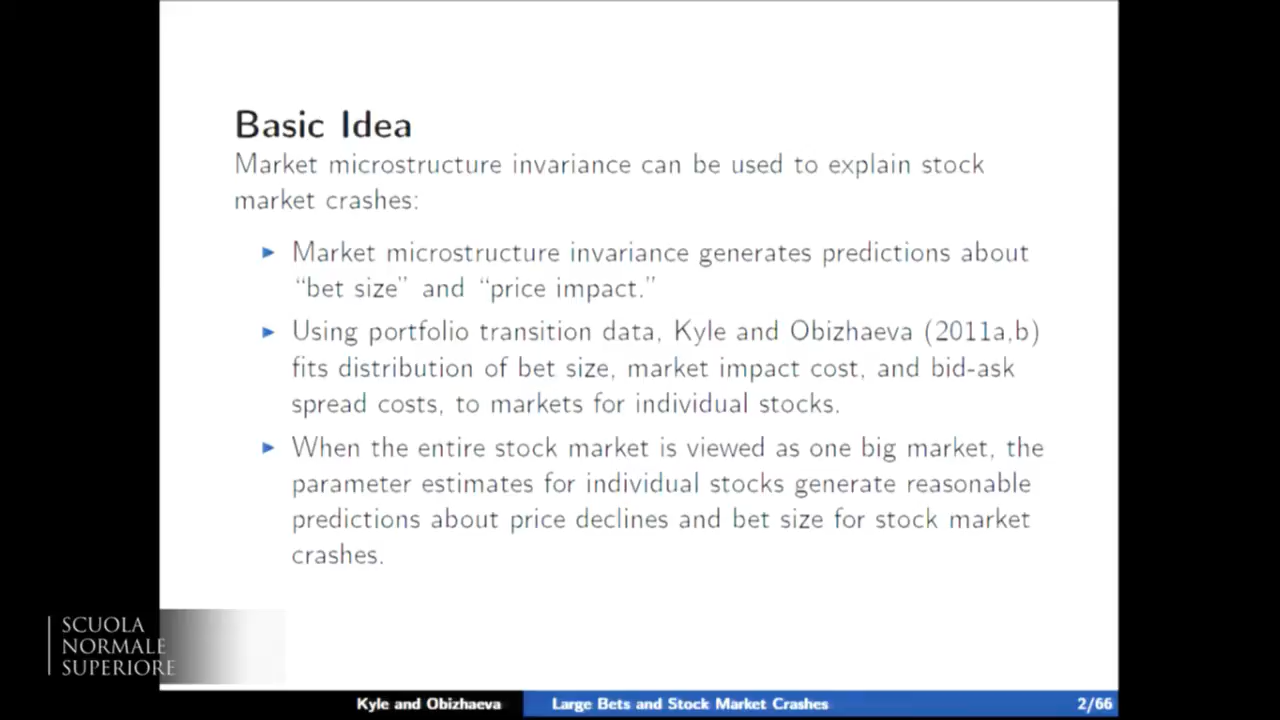 Basic Idea
Market microstructure invariance can be used to explain stock
market crashes:
► Market microstructure invariance generates predictions about
“bet size” and “price impact.”
► Using portfolio transition data, Kyle and Obizhaeva (2011a,b)
fits distribution of bet size, market impact cost, and bid-ask
spread costs, to markets for individual stocks.
► When the entire stock market is viewed as one big market, the
parameter estimates for individual stocks generate reasonable
predictions about price declines and bet size for stock market
crashes.
SCUOLA
NORMALE
SUPERIORE
Kyle and Obizhaeva Large Bets and Stock Market Crashes 2/66